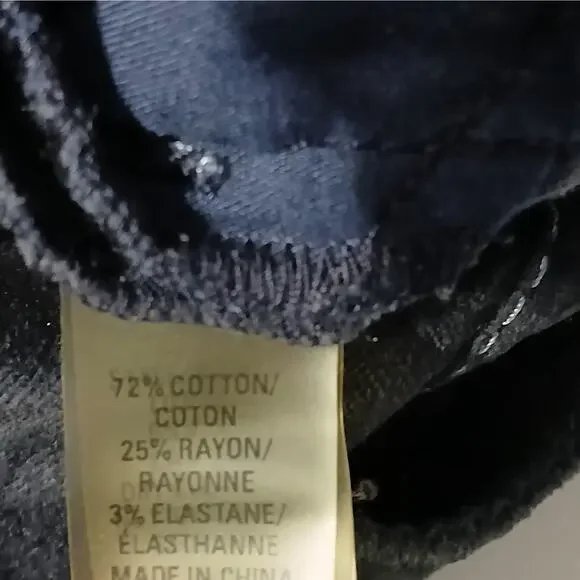 72% COTTON/
COTON
25% RAYON/
RAYONNE
3% ELASTANE/
ÉLASTHANNE
MADE IN CHINA